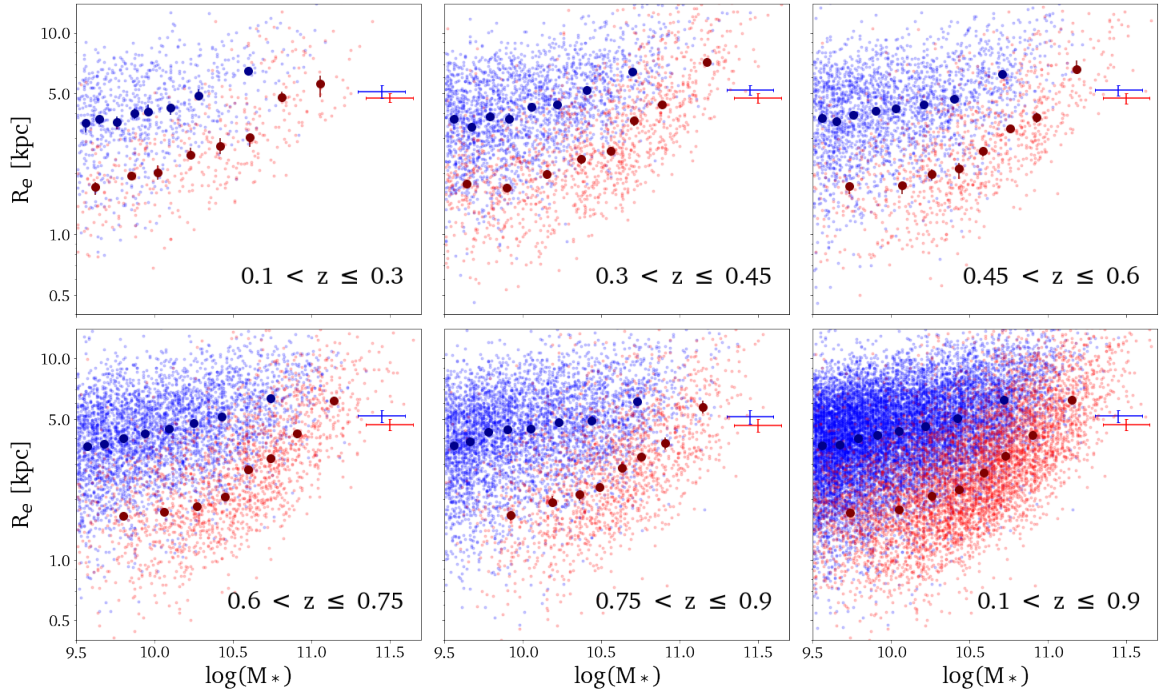 10.0
5.0
1.0
0.5
R_e [kpc]
0.1 < z ≤ 0.3
0.3 < z ≤ 0.45
0.45 < z ≤ 0.6
10.0
5.0
1.0
0.5
R_e [kpc]
0.6 < z ≤ 0.75
0.75 < z ≤ 0.9
0.1 < z ≤ 0.9
9.5 10.0 10.5 11.0 11.5
9.5 10.0 10.5 11.0 11.5
9.5 10.0 10.5 11.0 11.5
log(M*)
log(M*)
log(M*)